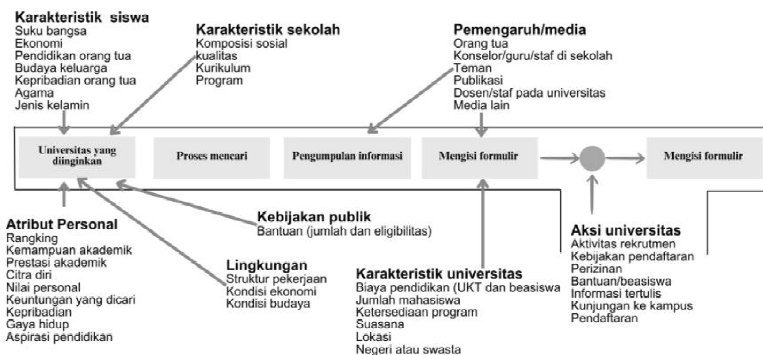 Karakteristik siswa
Suku bangsa
Ekonomi
Pendidikan orang tua
Budaya keluarga
Kepribadian orang tua
Agama
Jenis kelamin
Karakteristik sekolah
Komposisi sosial
kualitas
Kurikulum
Program
Pemengaruh/media
Orang tua
Konselor/guru/staf di sekolah
Teman
Publikasi
Dosen/staf pada universitas
Media lain
Universitas yang
diinginkan
Proses mencari
Pengumpulan informasi
Mengisi formulir
Mengisi formulir
Atribut Personal
Rangking
Kemampuan akademik
Prestasi akademik
Citra diri
Nilai personal
Keuntungan yang dicari
Kepribadian
Gaya hidup
Aspirasi pendidikan
Kebijakan publik
Bantuan (jumlah dan eligibilitas)
Lingkungan
Struktur pekerjaan
Kondisi ekonomi
Kondisi budaya
Karakteristik universitas
Biaya pendidikan (UKT dan beasiswa
Jumlah mahasiswa
Ketersediaan program
Suasana
Lokasi
Negeri atau swasta
Aksi universitas
Aktivitas rekrutmen
Kebijakan pendaftaran
Perizinan
Bantuan/beasiswa
Informasi tertulis
Kunjungan ke kampus
Pendaftaran